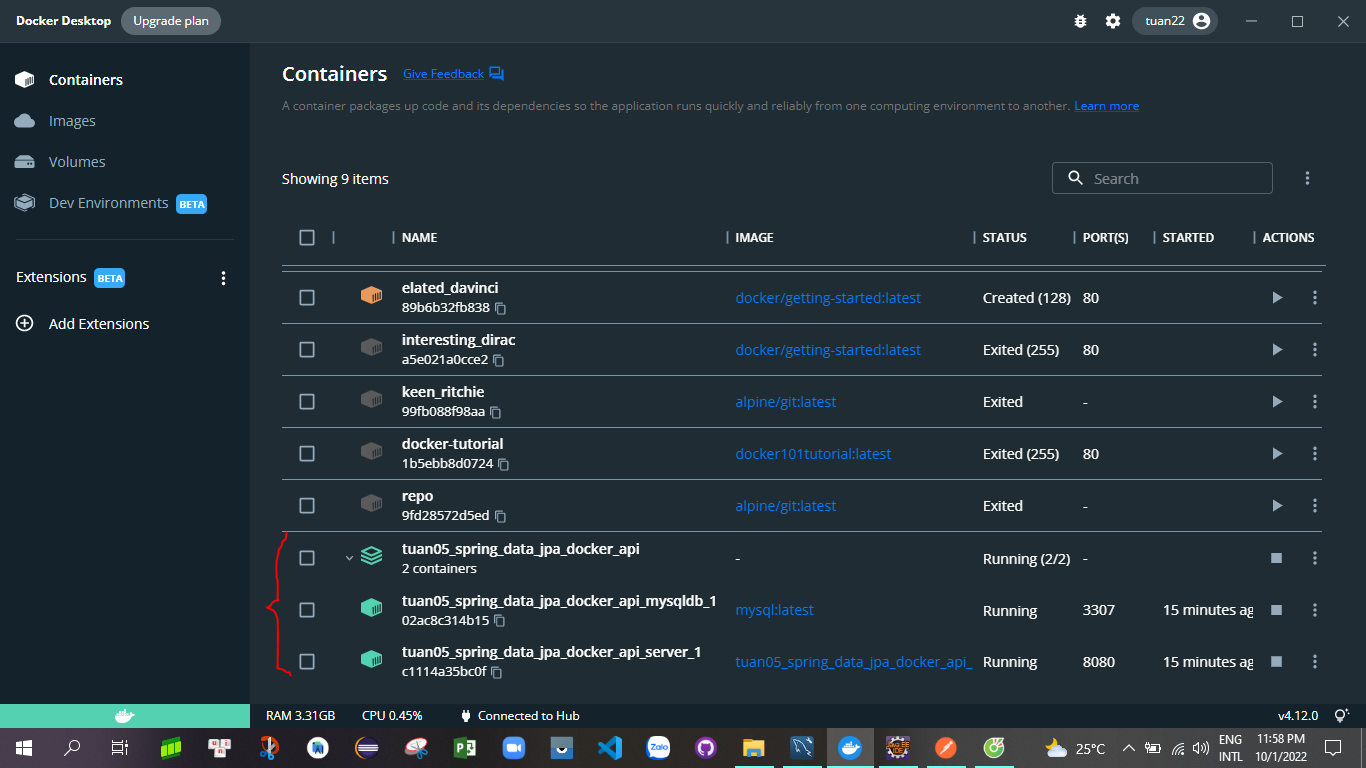 Docker Desktop Upgrade plan tuan22
Containers
Images
Volumes
Dev Environments BETA
Extensions BETA
Add Extensions
Containers Give Feedback
A container packages up code and its dependencies so the application runs quickly and reliably from one computing environment to another. Learn more
Showing 9 items Search
NAME IMAGE STATUS PORT(S) STARTED ACTIONS
elated_davinci
89b6b32fb838 docker/getting-started:latest Created (128) 80
interesting_dirac
a5e021a0cce2 docker/getting-started:latest Exited (255) 80
keen_ritchie
99fb088f98aa alpine/git:latest Exited -
docker-tutorial
1b5ebb8d0724 docker101tutorial:latest Exited (255) 80
repo
9fd28572d5ed alpine/git:latest Exited -
tuan05_spring_data_jpa_docker_api
2 containers - Running (2/2) -
tuan05_spring_data_jpa_docker_api_mysqldb_1
02ac8c314b15 mysql:latest Running 3307 15 minutes ag
tuan05_spring_data_jpa_docker_api_server_1
c1114a35bc0f tuan05_spring_data_jpa_docker_api_ Running 8080 15 minutes ag
RAM 3.31GB CPU 0.45% Connected to Hub v4.12.0
Zalo 25°C ENG 11:58 PM
INTL 10/1/2022